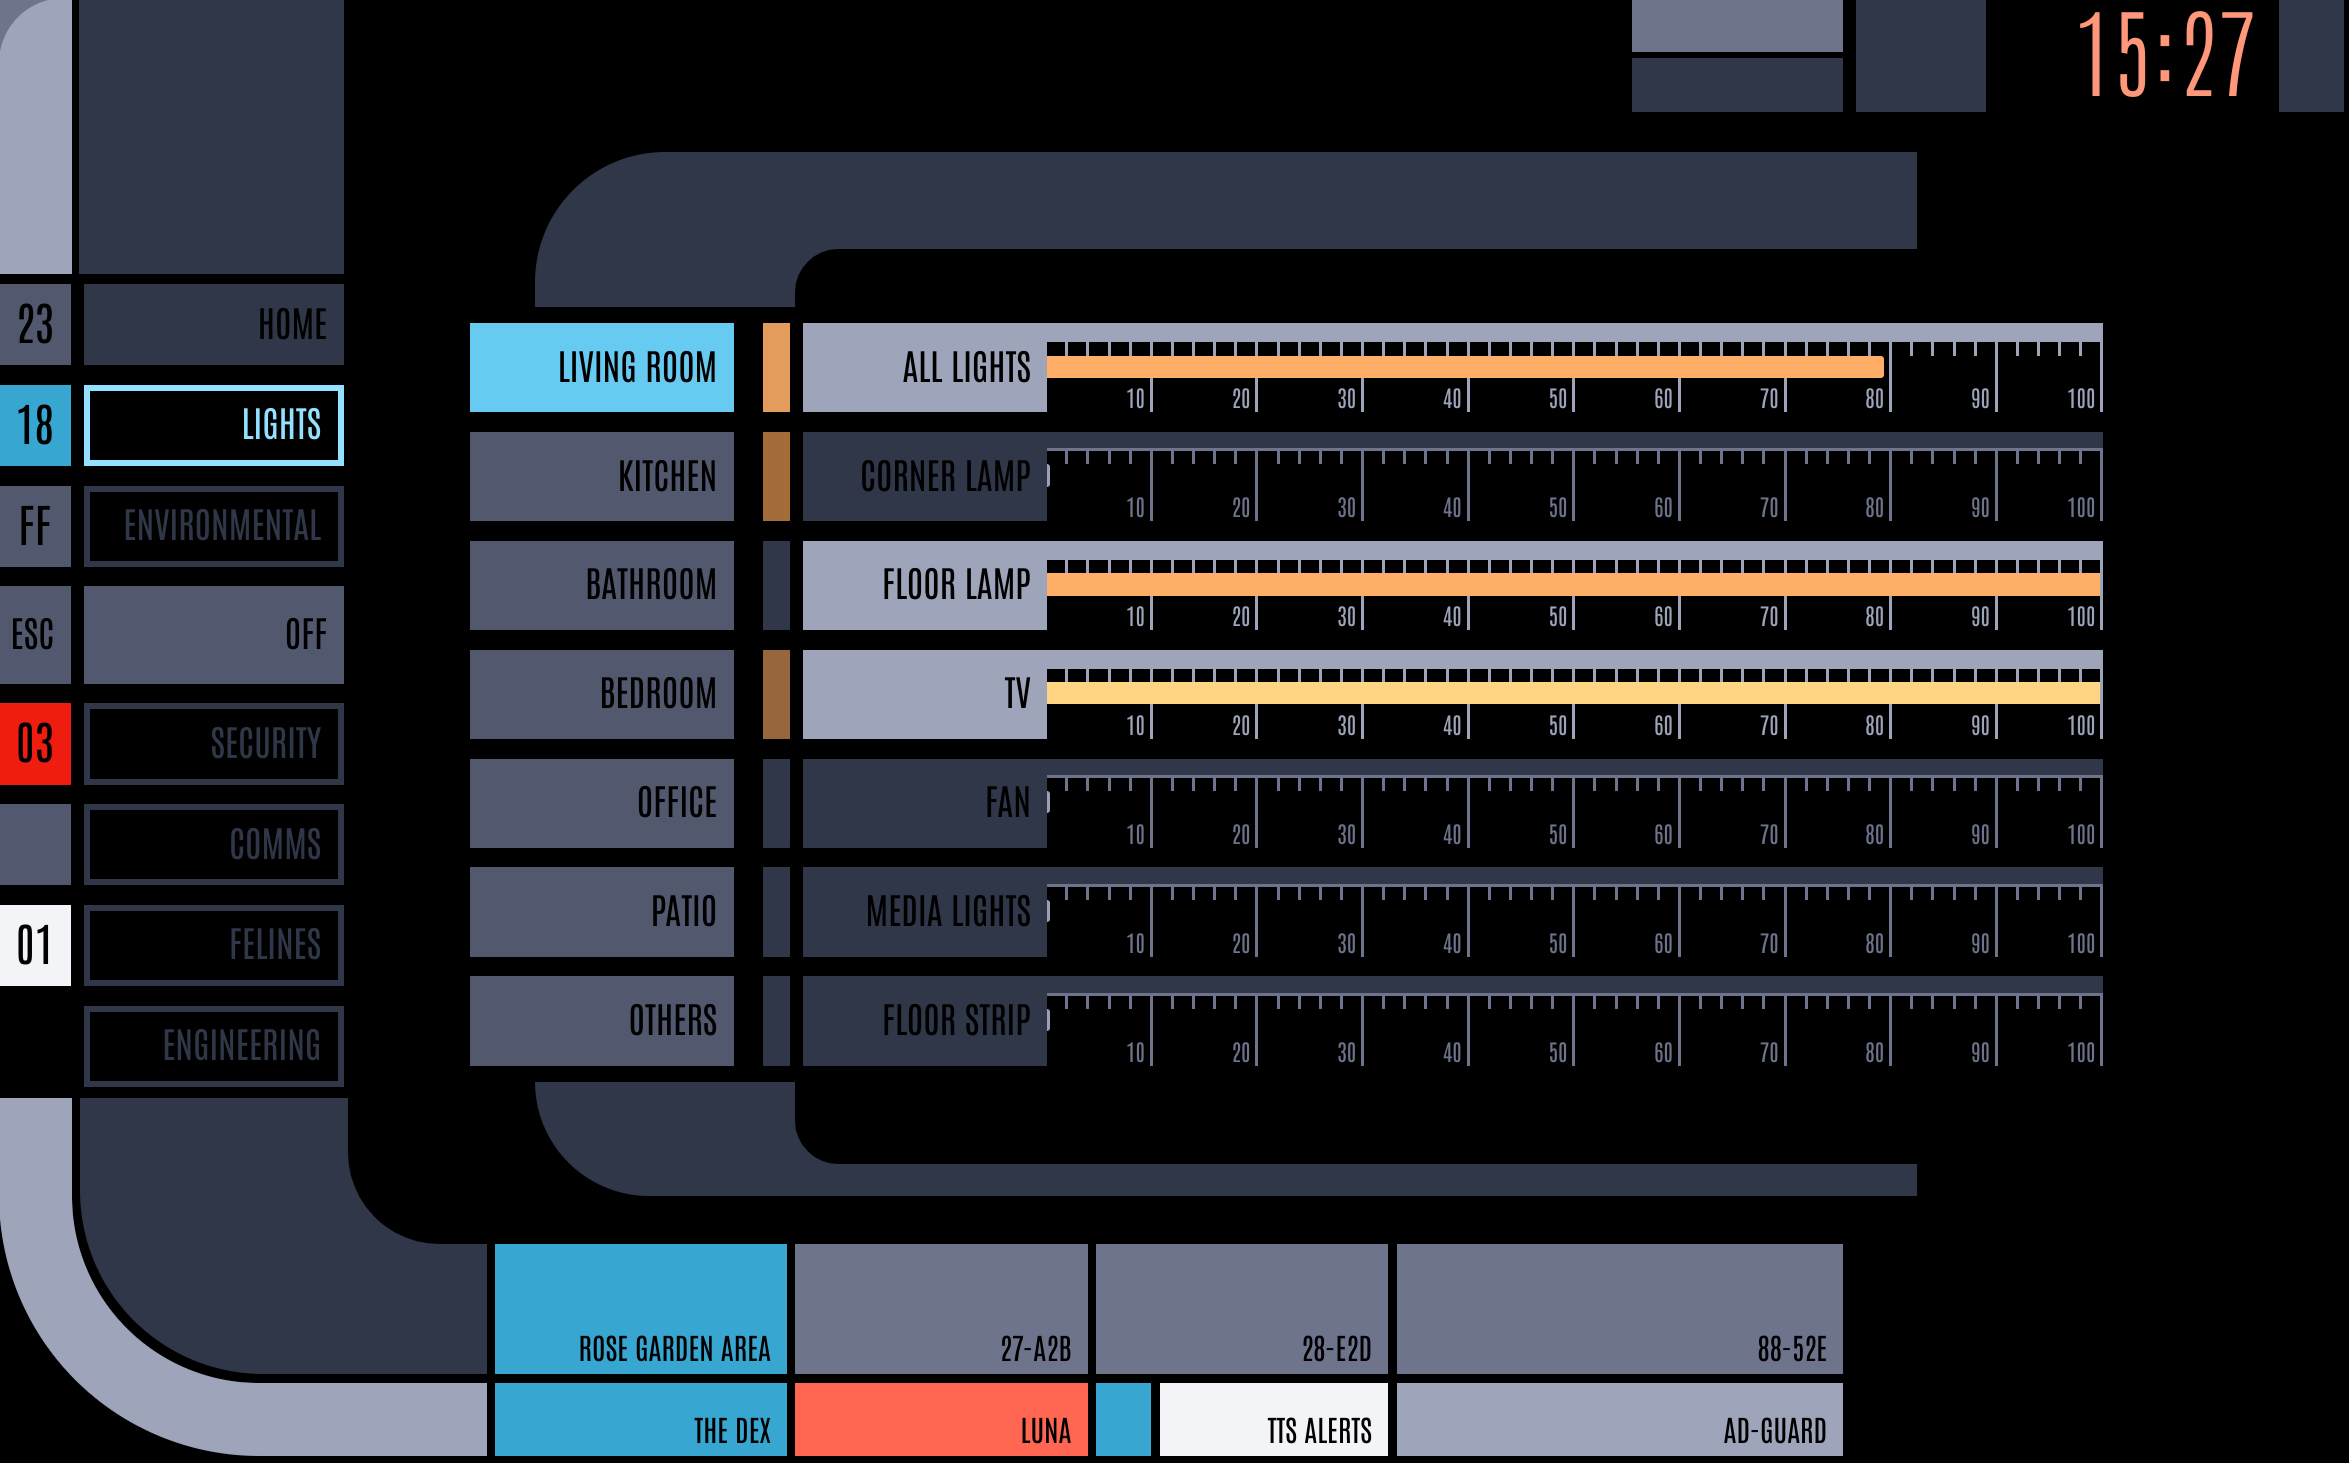 15:27
23 HOME
18 LIGHTS
FF ENVIRONMENTAL
ESC OFF
03 SECURITY
COMMS
01 FELINES
ENGINEERING
LIVING ROOM
KITCHEN
BATHROOM
BEDROOM
OFFICE
PATIO
OTHERS
ALL LIGHTS 10 20 30 40 50 60 70 80 90 100
CORNER LAMP 10 20 30 40 50 60 70 80 90 100
FLOOR LAMP 10 20 30 40 50 60 70 80 90 100
TV 10 20 30 40 50 60 70 80 90 100
FAN 10 20 30 40 50 60 70 80 90 100
MEDIA LIGHTS 10 20 30 40 50 60 70 80 90 100
FLOOR STRIP 10 20 30 40 50 60 70 80 90 100
ROSE GARDEN AREA 27-A2B 28-E2D 88-52E
THE DEX LUNA TTS ALERTS AD-GUARD